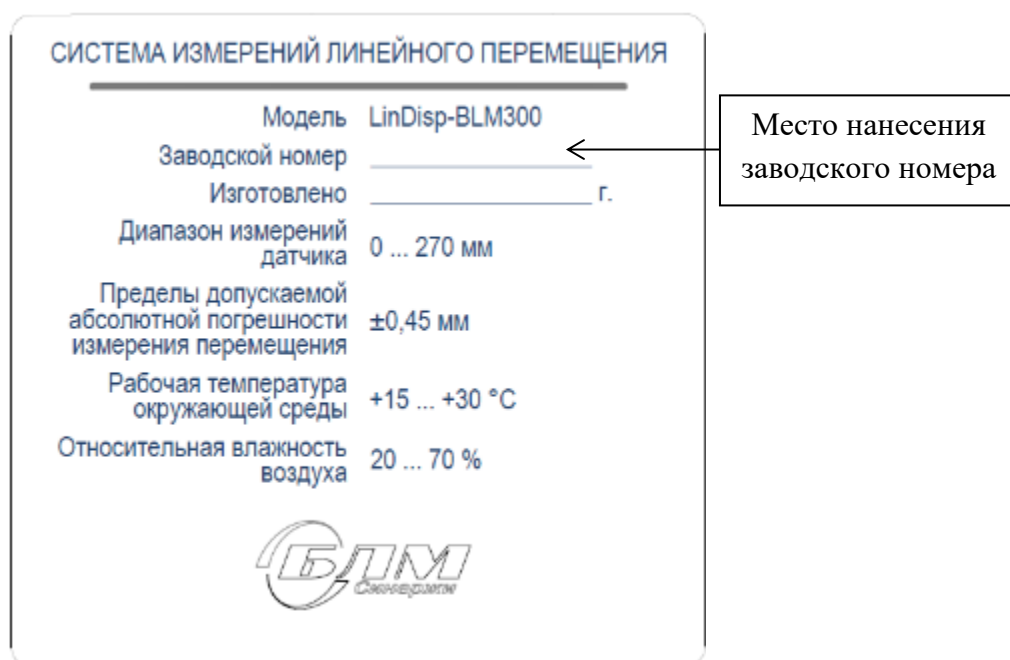 СИСТЕМА ИЗМЕРЕНИЙ ЛИНЕЙНОГО ПЕРЕМЕЩЕНИЯ
Модель LinDisp-BLM300
Заводской номер
Изготовлено г.
Диапазон измерений
датчика 0 ... 270 мм
Пределы допускаемой
абсолютной погрешности ±0,45 мм
измерения перемещения
Рабочая температура
окружающей среды +15 ... +30 °C
Относительная влажность
воздуха 20 ... 70 %
БЛМ
Синержи
Место нанесения
заводского номера